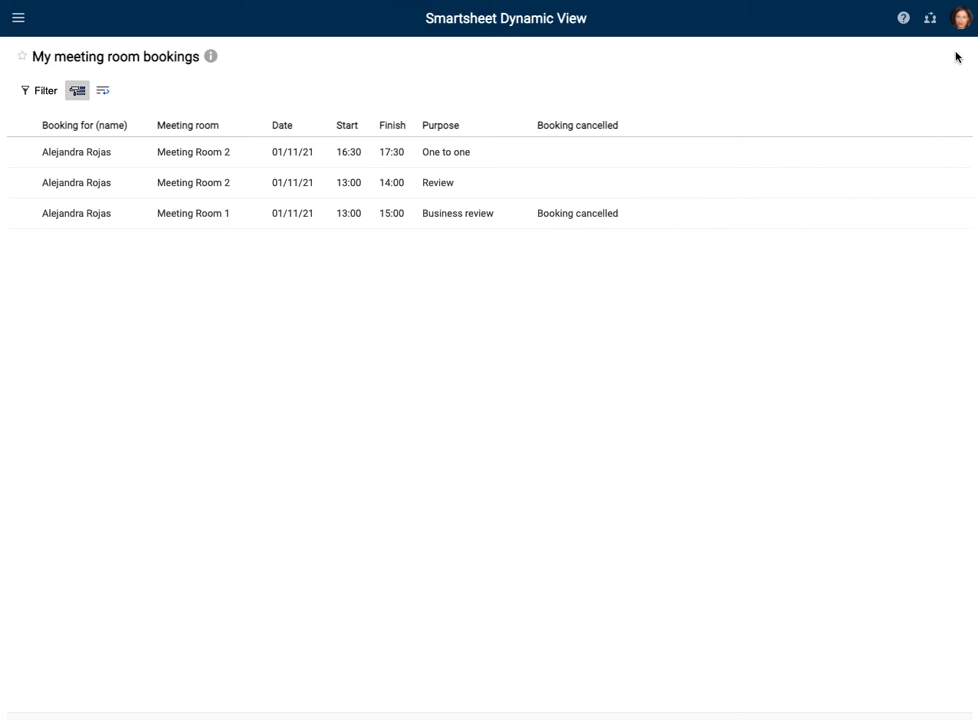 Smartsheet Dynamic View
My meeting room bookings
Filter
Booking for (name) Meeting room Date Start Finish Purpose Booking cancelled
Alejandra Rojas Meeting Room 2 01/11/21 16:30 17:30 One to one
Alejandra Rojas Meeting Room 2 01/11/21 13:00 14:00 Review
Alejandra Rojas Meeting Room 1 01/11/21 13:00 15:00 Business review Booking cancelled